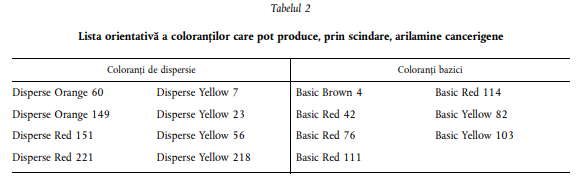 Tabelul 2
Lista orientativă a coloranților care pot produce, prin scindare, arilamine cancerigene
Coloranți de dispersie Coloranți bazici
Disperse Orange 60 Disperse Yellow 7 Basic Brown 4 Basic Red 114
Disperse Orange 149 Disperse Yellow 23 Basic Red 42 Basic Yellow 82
Disperse Red 151 Disperse Yellow 56 Basic Red 76 Basic Yellow 103
Disperse Red 221 Disperse Yellow 218 Basic Red 111